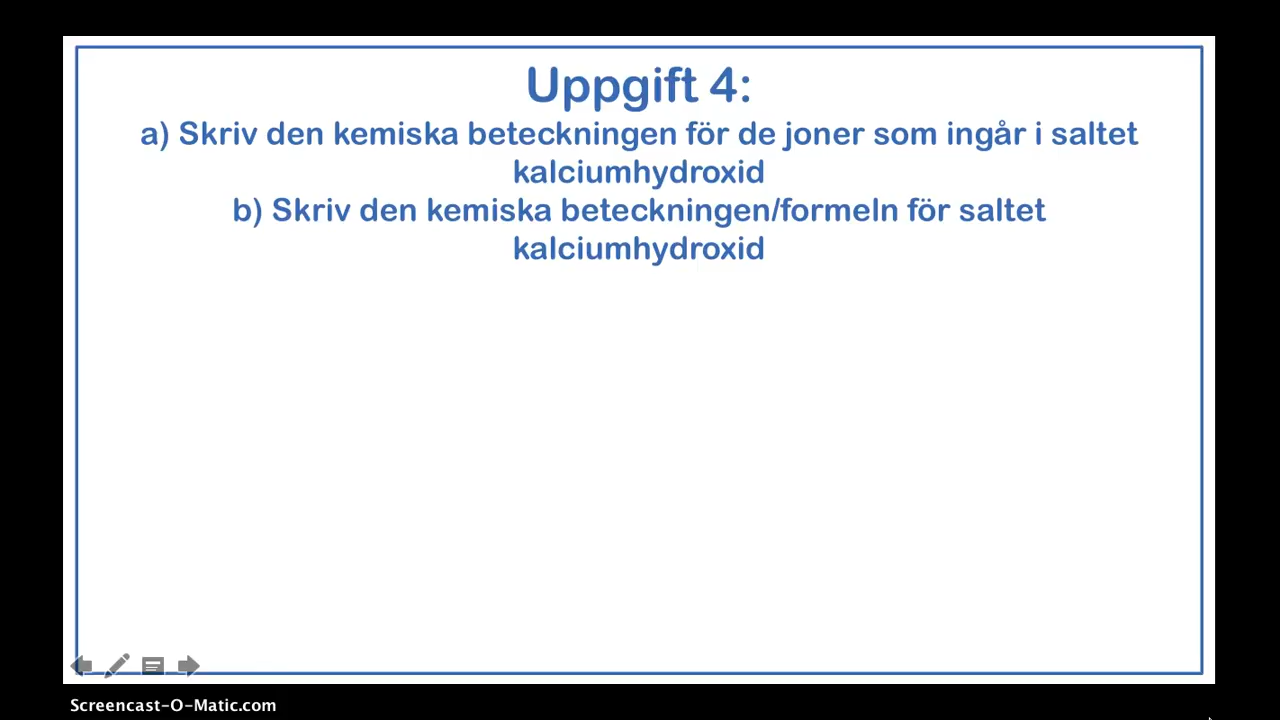 Uppgift 4:
a) Skriv den kemiska beteckningen för de joner som ingår i saltet
kalciumhydroxid
b) Skriv den kemiska beteckningen/formeln för saltet
kalciumhydroxid
Screencast-O-Matic.com